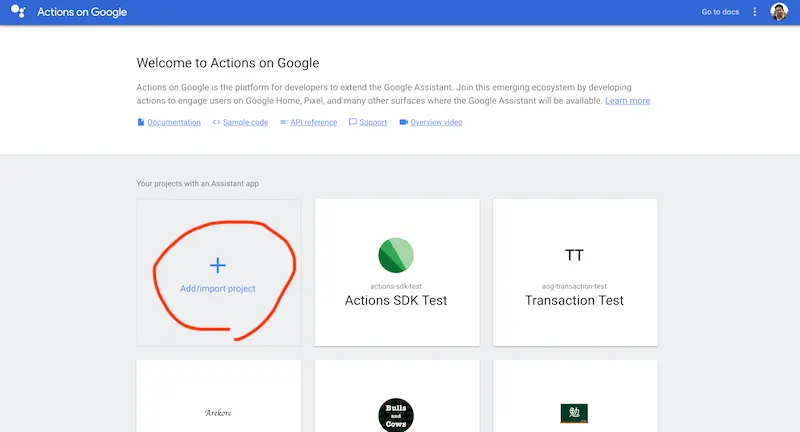 Actions on Google
Go to docs
Welcome to Actions on Google
Actions on Google is the platform for developers to extend the Google Assistant. Join this emerging ecosystem by developing
actions to engage users on Google Home, Pixel, and many other surfaces where the Google Assistant will be available. Learn more
Documentation
<> Sample code
API reference
Support
Overview video
Your projects with an Assistant app
+
Add/import project
actions-sdk-test
Actions SDK Test
TT
aog-transaction-test
Transaction Test
Arekore
Bulls
and
Cows
勉